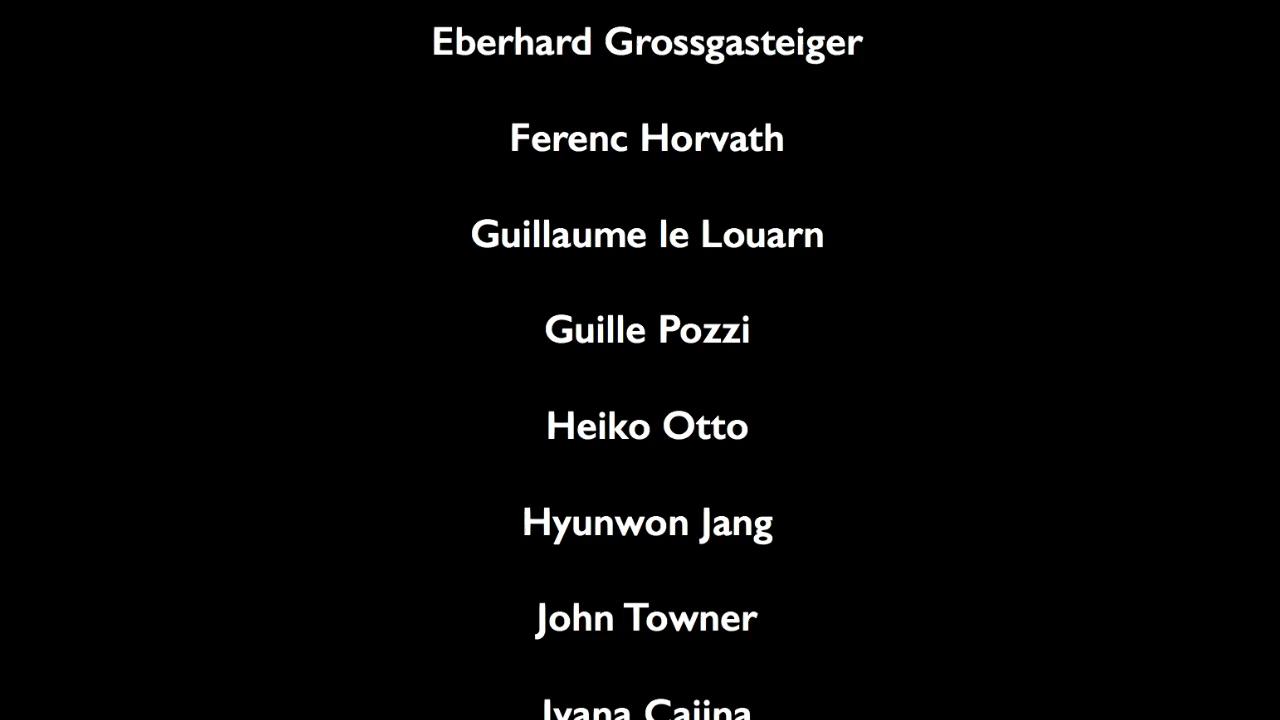 Eberhard Grossgasteiger
Ferenc Horvath
Guillaume le Louarn
Guille Pozzi
Heiko Otto
Hyunwon Jang
John Towner